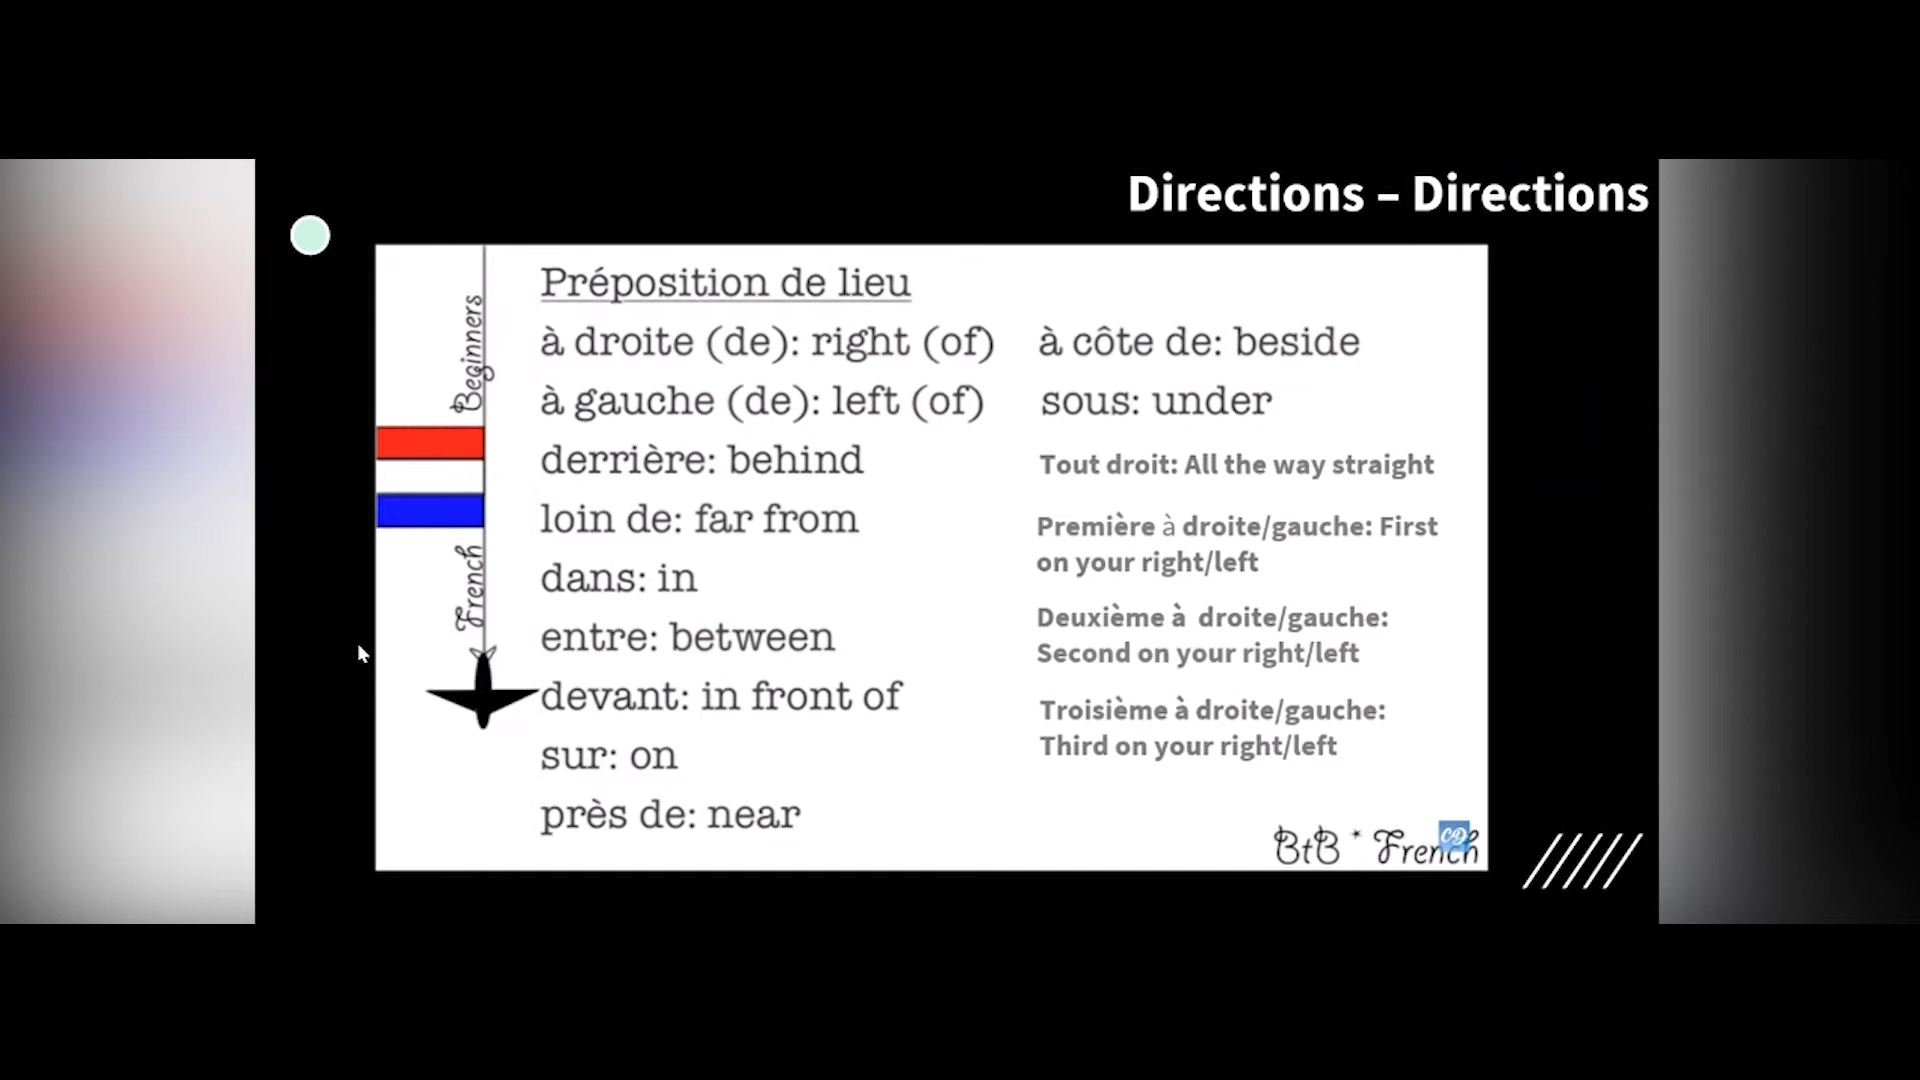 Directions – Directions
Beginners
French
Préposition de lieu
à droite (de): right (of)
à gauche (de): left (of)
derrière: behind
loin de: far from
dans: in
entre: between
devant: in front of
sur: on
près de: near
à côte de: beside
sous: under
Tout droit: All the way straight
Première à droite/gauche: First
on your right/left
Deuxième à droite/gauche:
Second on your right/left
Troisième à droite/gauche:
Third on your right/left
BtB * French
CD